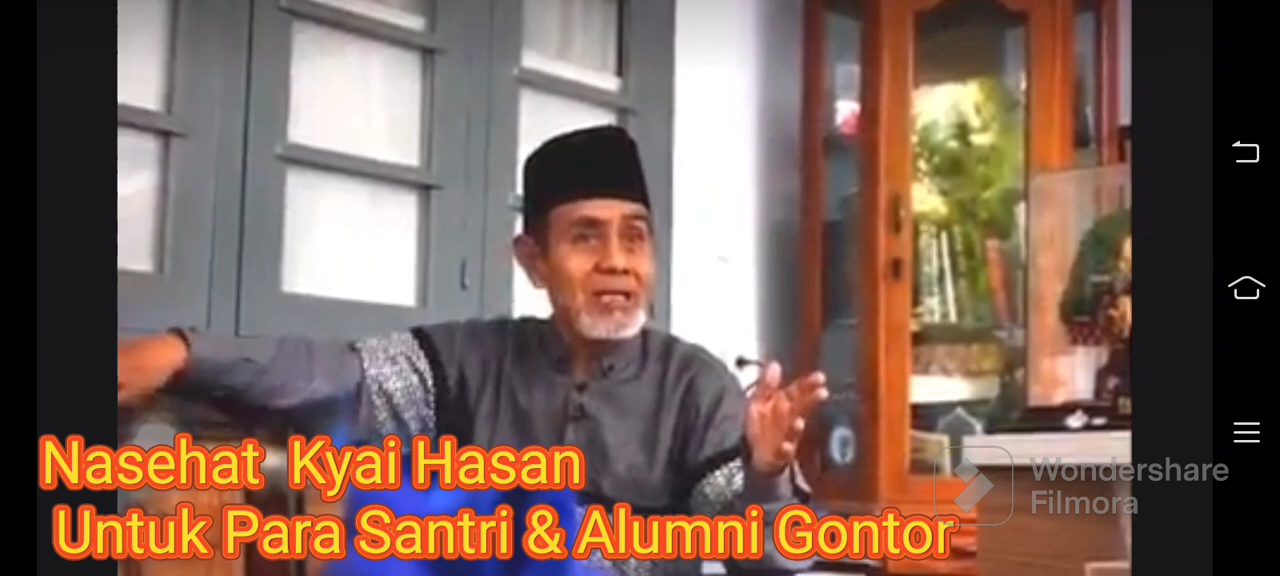 Nasehat Kyai Hasan
Untuk Para Santri & Alumni Gontor
Wondershare
Filmora